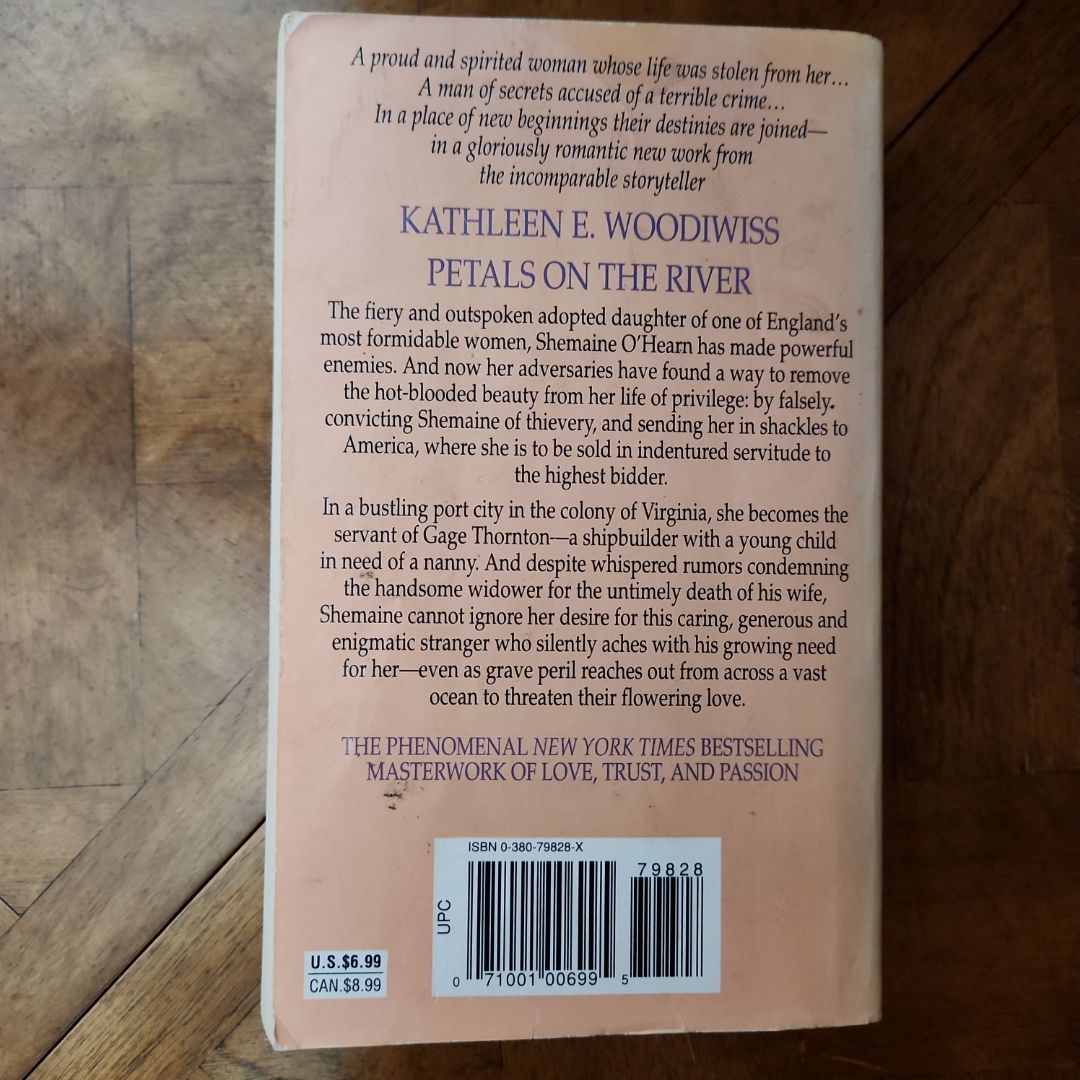 A proud and spirited woman whose life was stolen from her...
A man of secrets accused of a terrible crime...
In a place of new beginnings their destinies are joined—
in a gloriously romantic new work from
the incomparable storyteller
KATHLEEN E. WOODIWISS
PETALS ON THE RIVER
The fiery and outspoken adopted daughter of one of England's
most formidable women, Shemaine O'Hearn has made powerful
enemies. And now her adversaries have found a way to remove
the hot-blooded beauty from her life of privilege: by falsely
convicting Shemaine of thievery, and sending her in shackles to
America, where she is to be sold in indentured servitude to
the highest bidder.
In a bustling port city in the colony of Virginia, she becomes the
servant of Gage Thornton—a shipbuilder with a young child
in need of a nanny. And despite whispered rumors condemning
the handsome widower for the untimely death of his wife,
Shemaine cannot ignore her desire for this caring, generous and
enigmatic stranger who silently aches with his growing need
for her—even as grave peril reaches out from across a vast
ocean to threaten their flowering love.
THE PHENOMENAL NEW YORK TIMES BESTSELLING
MASTERWORK OF LOVE, TRUST, AND PASSION
ISBN 0-380-79828-X
79828
UPC
0 71001 00699 5
U.S.$6.99
CAN.$8.99